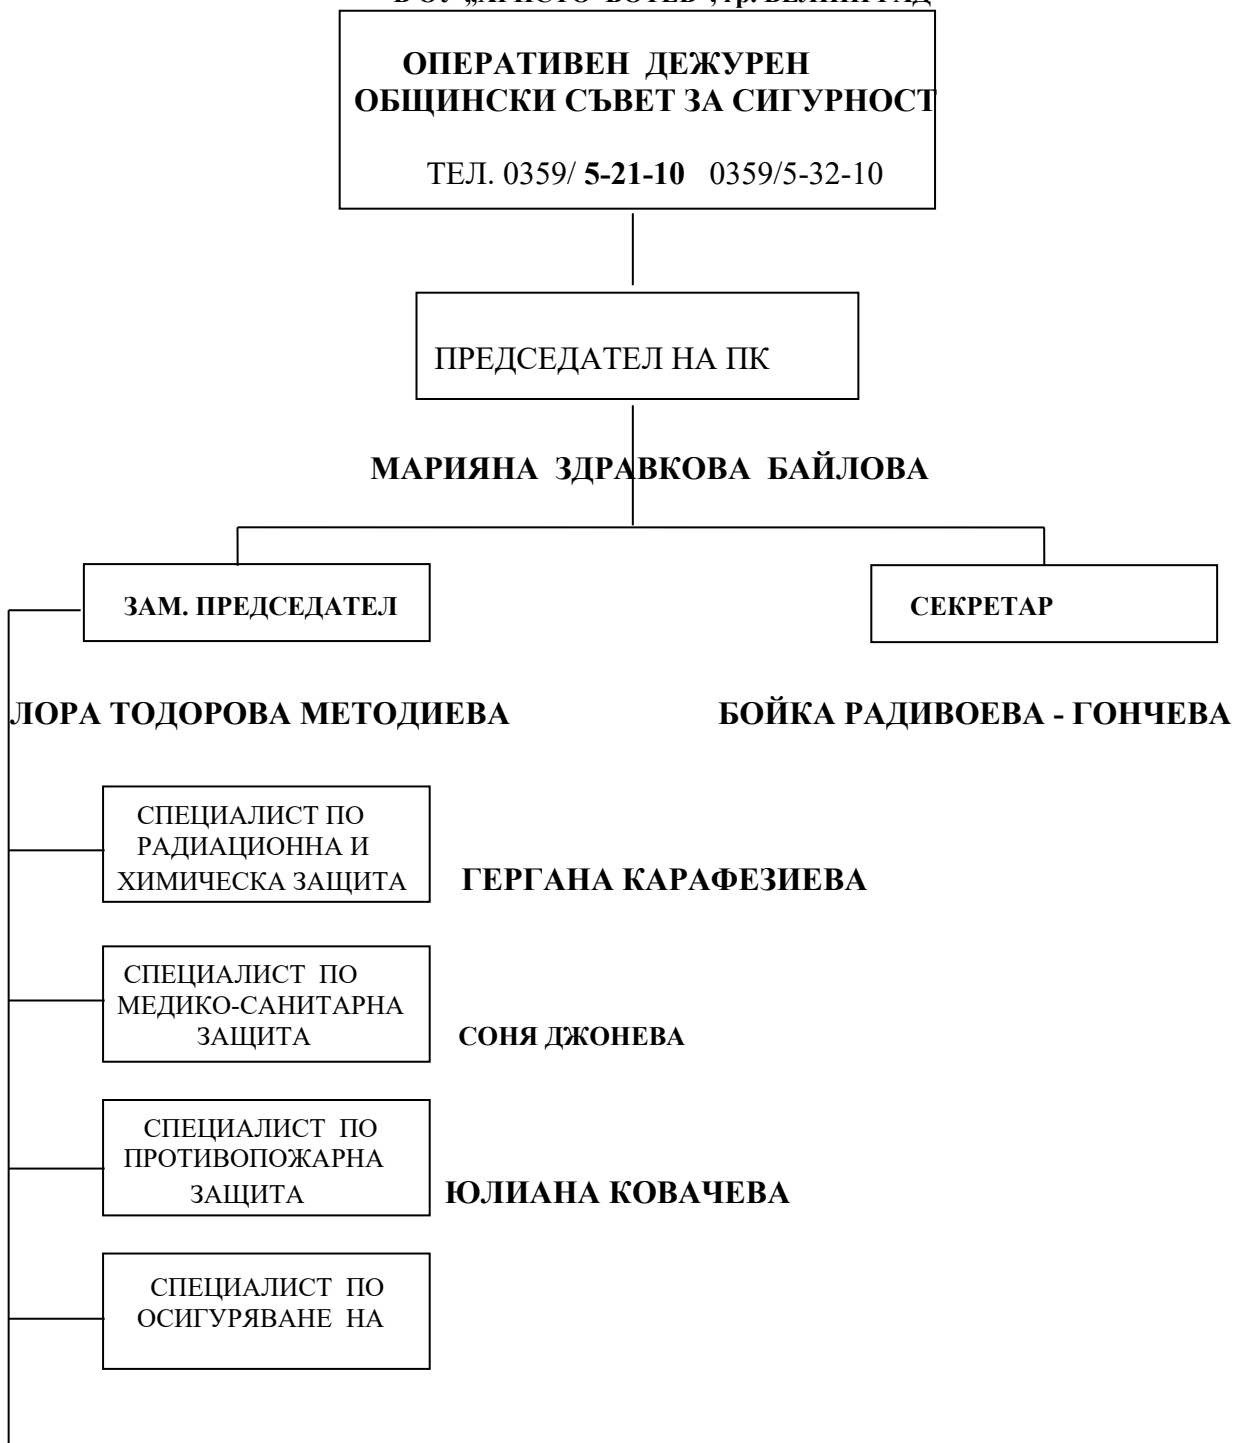 ОПЕРАТИВЕН ДЕЖУРЕН
ОБЩИНСКИ СЪВЕТ ЗА СИГУРНОСТ
ТЕЛ. 0359/ 5-21-10 0359/5-32-10
ПРЕДСЕДАТЕЛ НА ПК
МАРИЯНА ЗДРАВКОВА БАЙЛОВА
ЗАМ. ПРЕДСЕДАТЕЛ
СЕКРЕТАР
ЛОРА ТОДОРОВА МЕТОДИЕВА
БОЙКА РАДИВОЕВА - ГОНЧЕВА
СПЕЦИАЛИСТ ПО
РАДИАЦИОННА И
ХИМИЧЕСКА ЗАЩИТА
ГЕРГАНА КАРАФЕЗИЕВА
СПЕЦИАЛИСТ ПО
МЕДИКО-САНИТАРНА
ЗАЩИТА
СОНЯ ДЖОНЕВА
СПЕЦИАЛИСТ ПО
ПРОТИВОПОЖАРНА
ЗАЩИТА
ЮЛИАНА КОВАЧЕВА
СПЕЦИАЛИСТ ПО
ОСИГУРЯВАНЕ НА